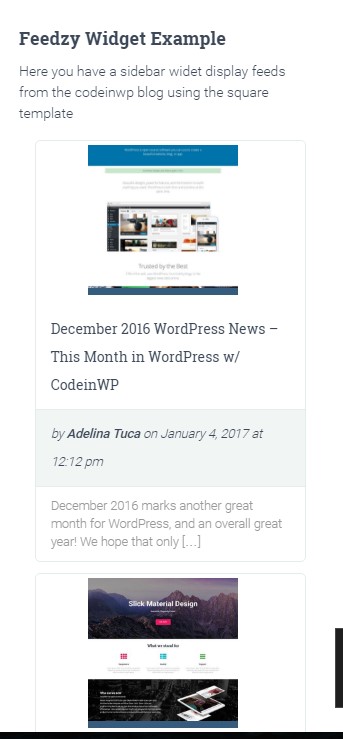 Feedzy Widget Example
Here you have a sidebar widet display feeds
from the codeinwp blog using the square
template
Trusted by the Best
December 2016 WordPress News –
This Month in WordPress w/
CodeinWP
by Adelina Tuca on January 4, 2017 at
12:12 pm
December 2016 marks another great
month for WordPress, and an overall great
year! We hope that only […]
Slick Material Design
What we stand for